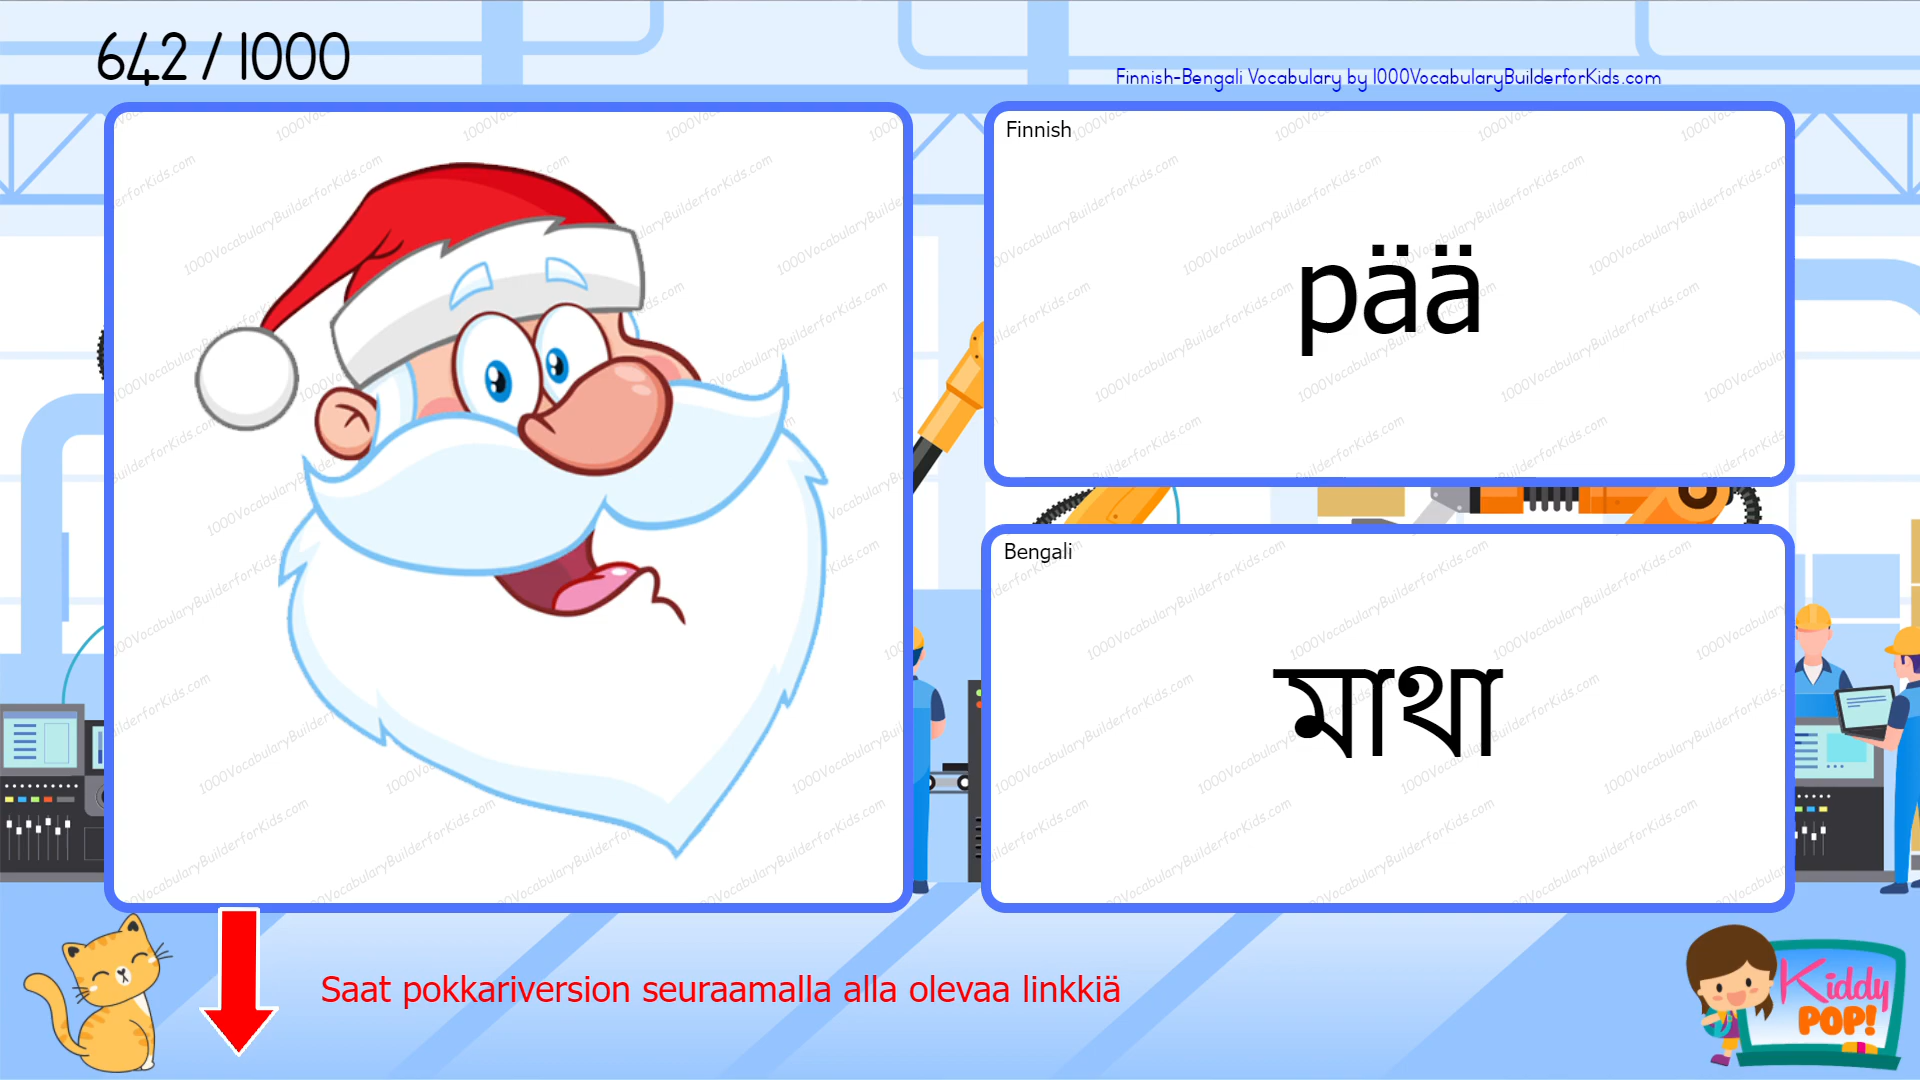 642 / 1000
Finnish-Bengali Vocabulary by 1000VocabularyBuilderforKids.com
Finnish
pää
Bengali
মাথা
Saat pokkariversion seuraamalla alla olevaa linkkiä
Kiddy
POP!